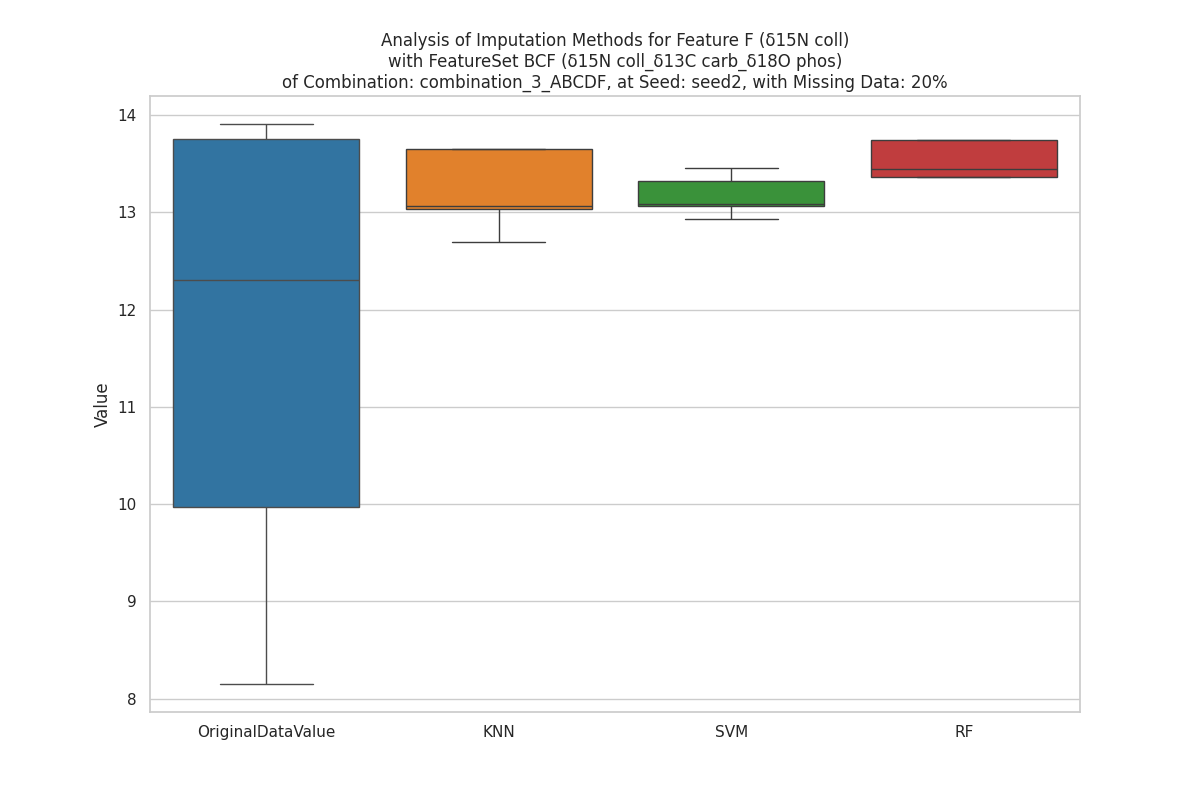 Analysis of Imputation Methods for Feature F (δ15N coll)
with FeatureSet BCF (δ15N coll_δ13C carb_δ18O phos)
of Combination: combination_3_ABCDF, at Seed: seed2, with Missing Data: 20%
14
13
12
11
10
9
8
Value
OriginalDataValue
KNN
SVM
RF